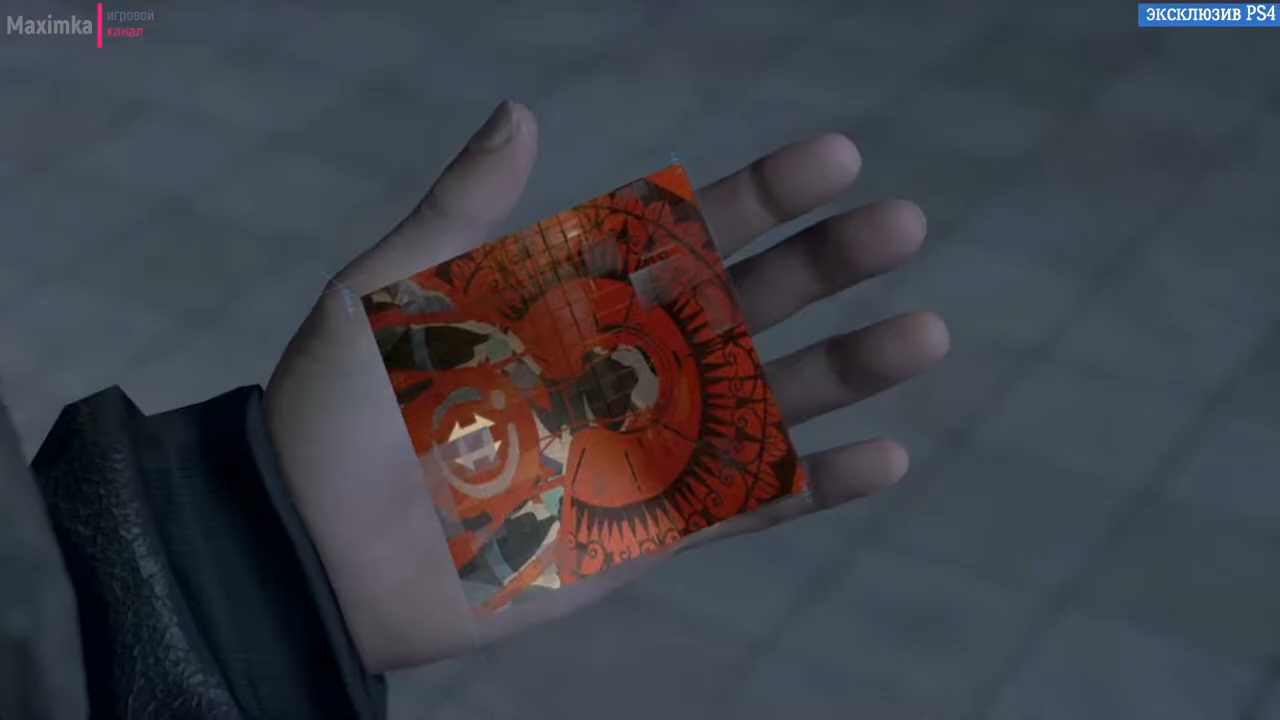 Maximka
игровой
канал
эксклюзив PS4